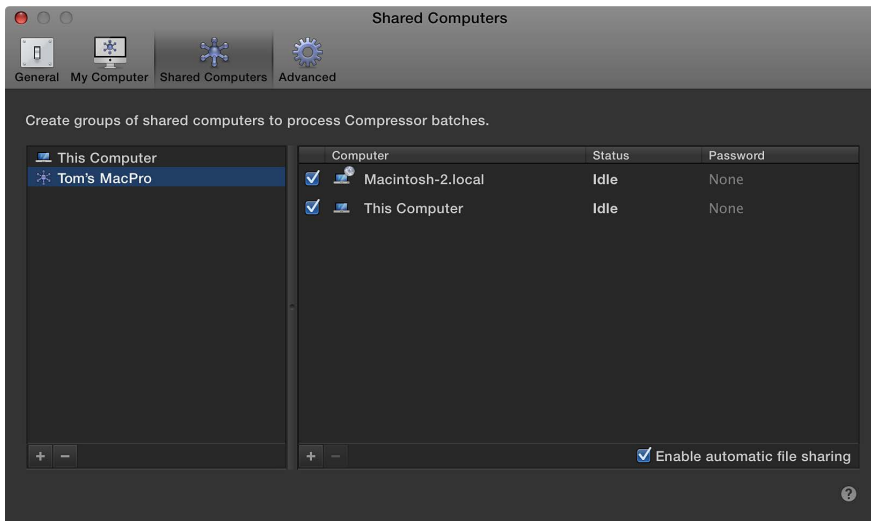 Shared Computers
General My Computer Shared Computers Advanced
Create groups of shared computers to process Compressor batches.
This Computer
Tom's MacPro
Computer Status Password
Macintosh-2.local Idle None
This Computer Idle None
+ − + − Enable automatic file sharing
?